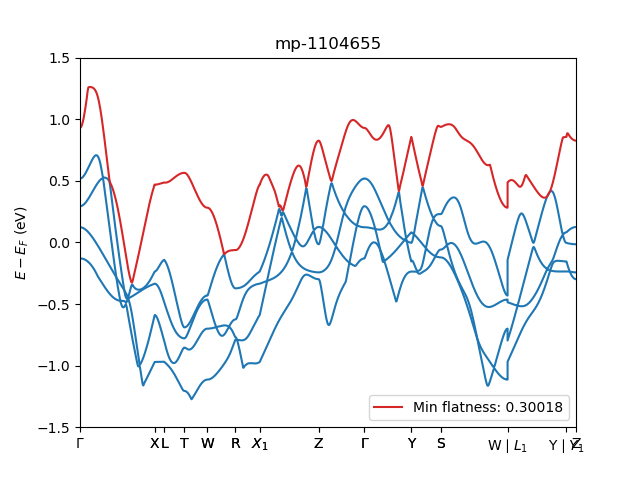 mp-1104655
1.5
1.0
0.5
0.0
−0.5
−1.0
−1.5
E − E_F (eV)
Min flatness: 0.30018
Γ X L T W R X₁ Z Γ Y S W | L₁ Y | Y₁ Z